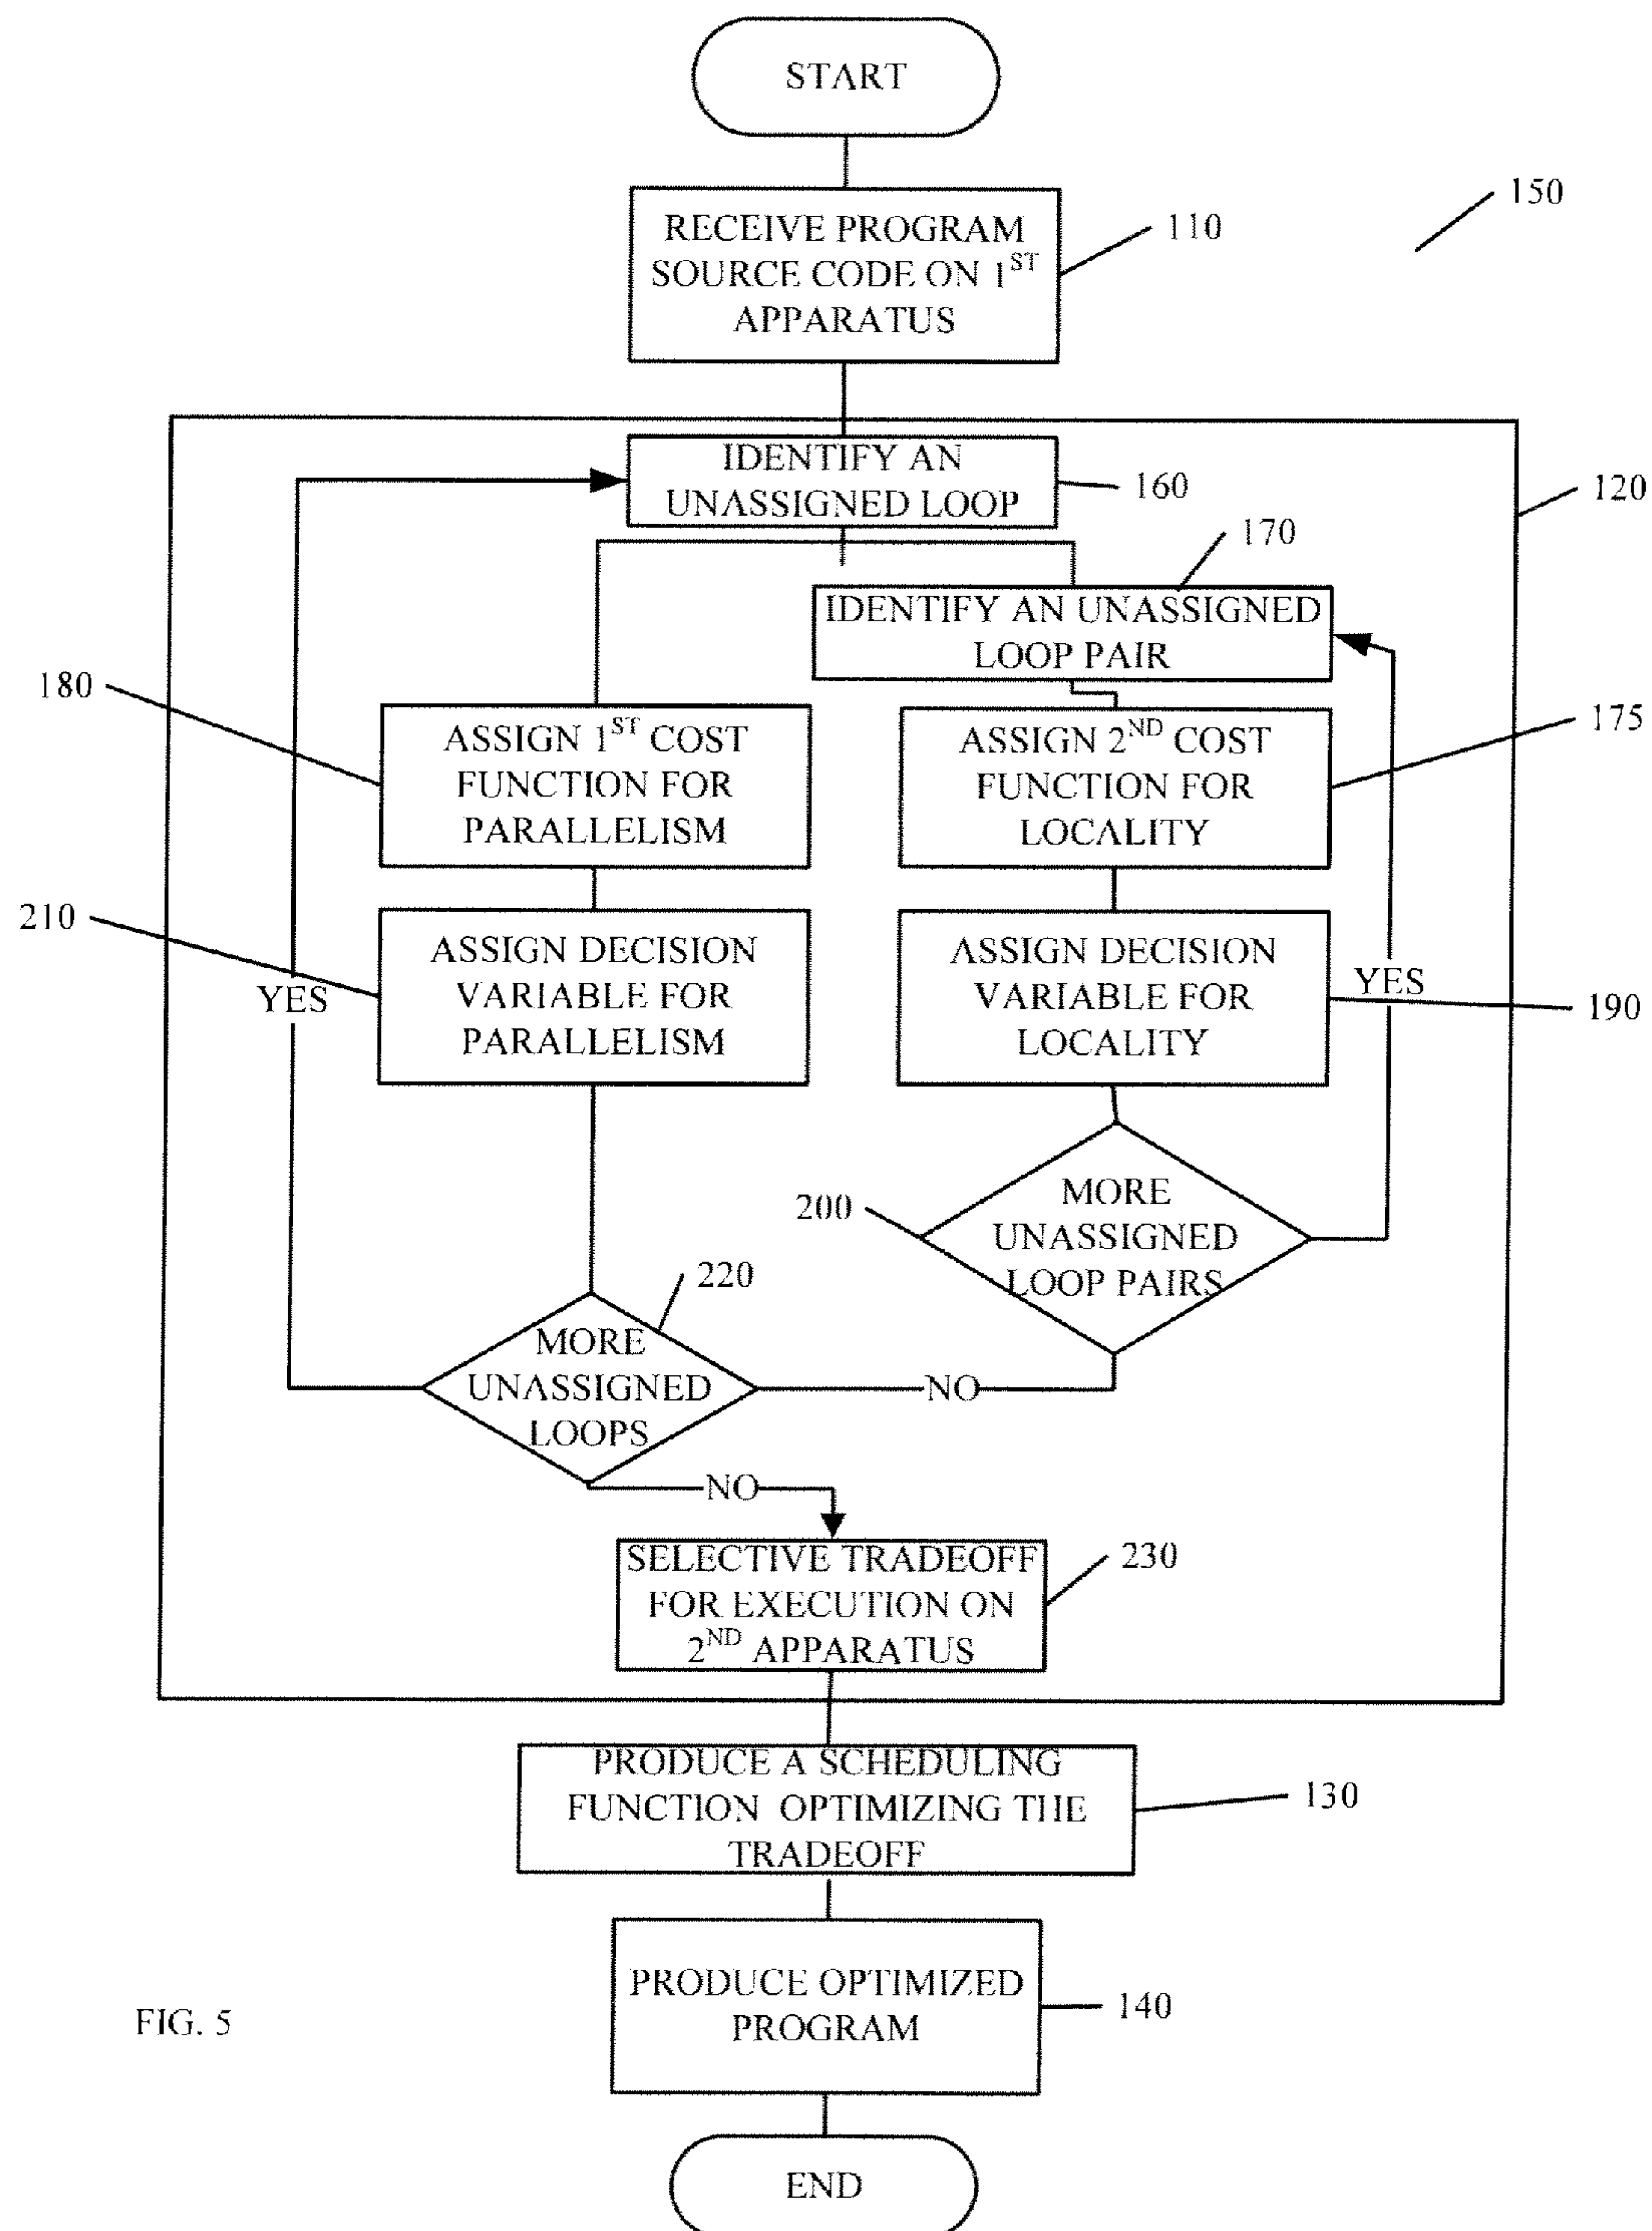 START
150
RECEIVE PROGRAM
SOURCE CODE ON 1ST
APPARATUS
110
IDENTIFY AN
UNASSIGNED LOOP
160
120
170
IDENTIFY AN UNASSIGNED
LOOP PAIR
180
ASSIGN 1ST COST
FUNCTION FOR
PARALLELISM
ASSIGN 2ND COST
FUNCTION FOR
LOCALITY
175
210
ASSIGN DECISION
VARIABLE FOR
PARALLELISM
ASSIGN DECISION
VARIABLE FOR
LOCALITY
YES
YES
190
200
MORE
UNASSIGNED
LOOP PAIRS
220
MORE
UNASSIGNED
LOOPS
NO
NO
SELECTIVE TRADEOFF
FOR EXECUTION ON
2ND APPARATUS
230
PRODUCE A SCHEDULING
FUNCTION OPTIMIZING THE
TRADEOFF
130
PRODUCE OPTIMIZED
PROGRAM
140
FIG. 5
END